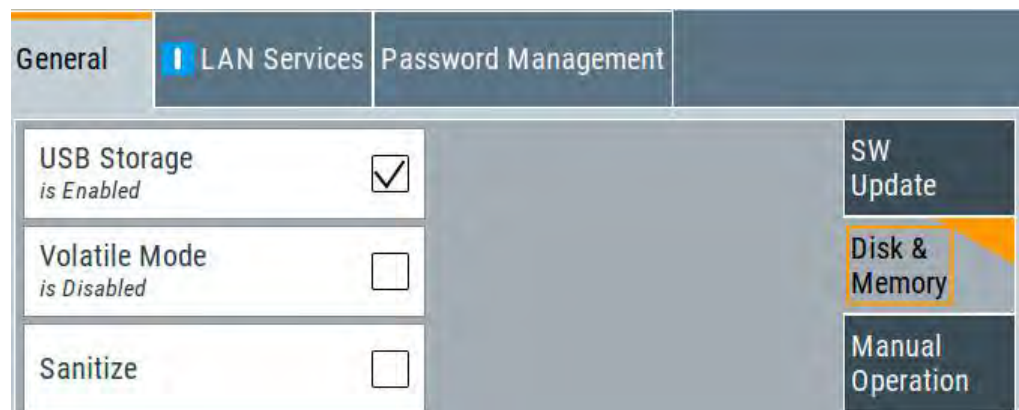 General
LAN Services
Password Management
USB Storage
is Enabled
Volatile Mode
is Disabled
Sanitize
SW
Update
Disk &
Memory
Manual
Operation